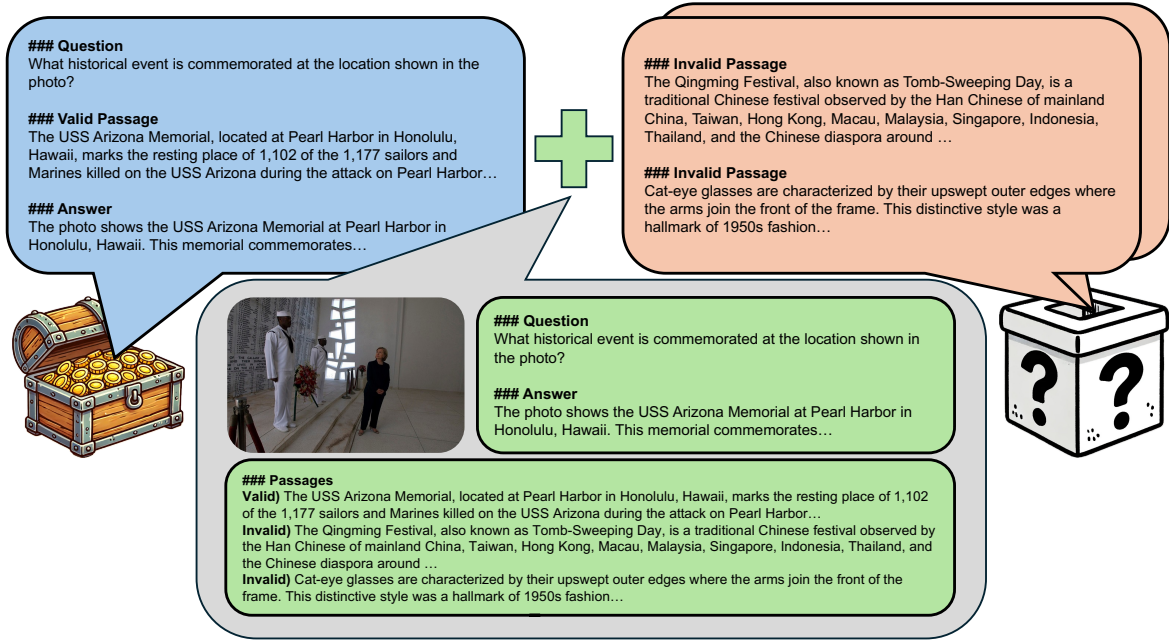 ### Question
What historical event is commemorated at the location shown in the
photo?
### Valid Passage
The USS Arizona Memorial, located at Pearl Harbor in Honolulu,
Hawaii, marks the resting place of 1,102 of the 1,177 sailors and
Marines killed on the USS Arizona during the attack on Pearl Harbor…
### Answer
The photo shows the USS Arizona Memorial at Pearl Harbor in
Honolulu, Hawaii. This memorial commemorates…
### Invalid Passage
The Qingming Festival, also known as Tomb-Sweeping Day, is a
traditional Chinese festival observed by the Han Chinese of mainland
China, Taiwan, Hong Kong, Macau, Malaysia, Singapore, Indonesia,
Thailand, and the Chinese diaspora around …
### Invalid Passage
Cat-eye glasses are characterized by their upswept outer edges where
the arms join the front of the frame. This distinctive style was a
hallmark of 1950s fashion…
### Question
What historical event is commemorated at the location shown in
the photo?
### Answer
The photo shows the USS Arizona Memorial at Pearl Harbor in
Honolulu, Hawaii. This memorial commemorates…
? ?
### Passages
Valid) The USS Arizona Memorial, located at Pearl Harbor in Honolulu, Hawaii, marks the resting place of 1,102
of the 1,177 sailors and Marines killed on the USS Arizona during the attack on Pearl Harbor…
Invalid) The Qingming Festival, also known as Tomb-Sweeping Day, is a traditional Chinese festival observed by
the Han Chinese of mainland China, Taiwan, Hong Kong, Macau, Malaysia, Singapore, Indonesia, Thailand, and
the Chinese diaspora around …
Invalid) Cat-eye glasses are characterized by their upswept outer edges where the arms join the front of the
frame. This distinctive style was a hallmark of 1950s fashion…